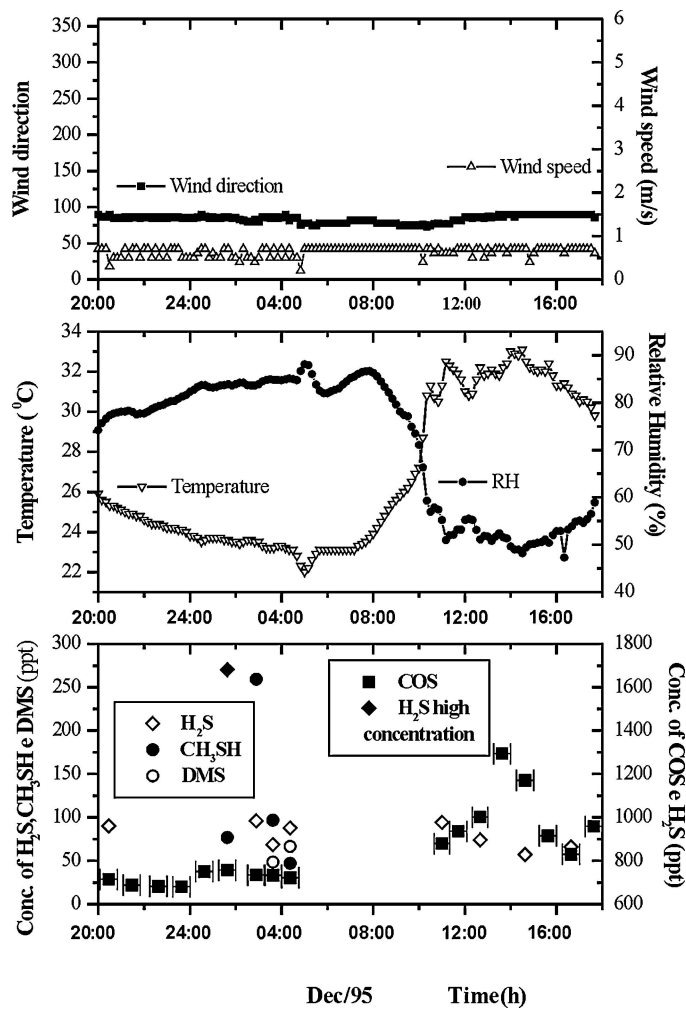 350
300
250
200
150
100
50
0
Wind direction
6
5
4
3
2
1
0
Wind speed (m/s)
Wind speed
Wind direction
20:00 24:00 04:00 08:00 12:00 16:00
34
32
30
28
26
24
22
Temperature ( ⁰C)
90
80
70
60
50
40
Relative Humidity (%)
Temperature
RH
20:00 24:00 04:00 08:00 12:00 16:00
300
250
200
150
100
50
0
Conc. of H₂S,CH₃SH e DMS (ppt)
1800
1600
1400
1200
1000
800
600
Conc. of COS e H₂S (ppt)
H₂S
CH₃SH
DMS
COS
H₂S high
concentration
20:00 24:00 04:00 08:00 12:00 16:00
Dec/95 Time(h)